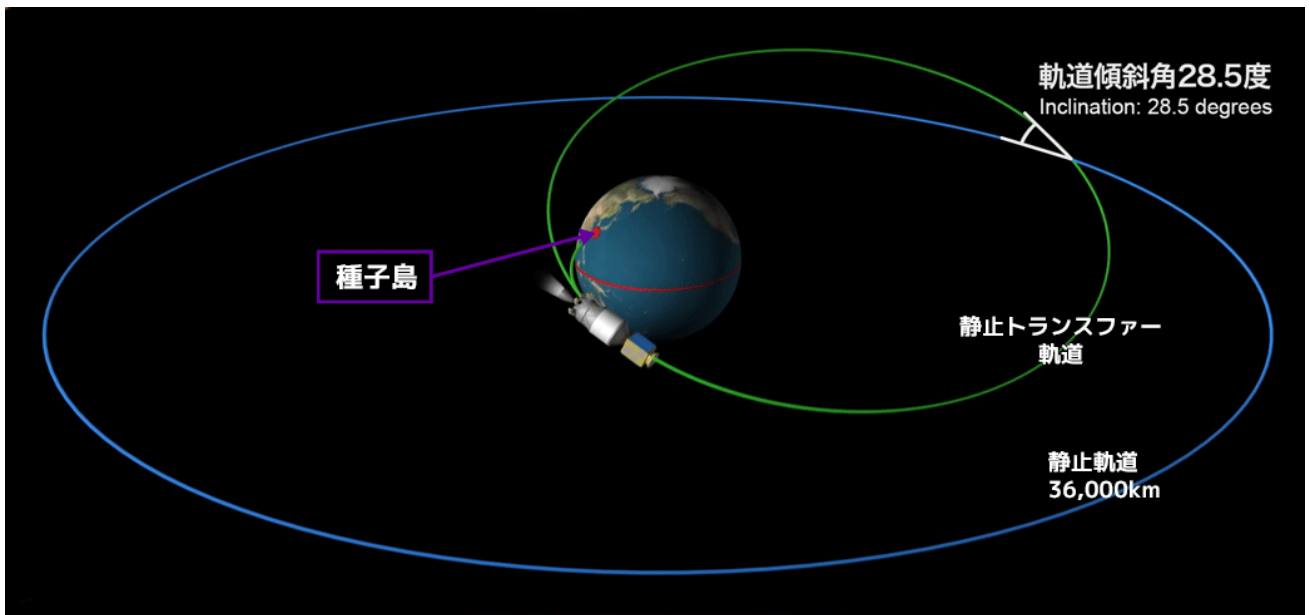 軌道傾斜角28.5度
Inclination: 28.5 degrees
種子島
静止トランスファー
軌道
静止軌道
36,000km